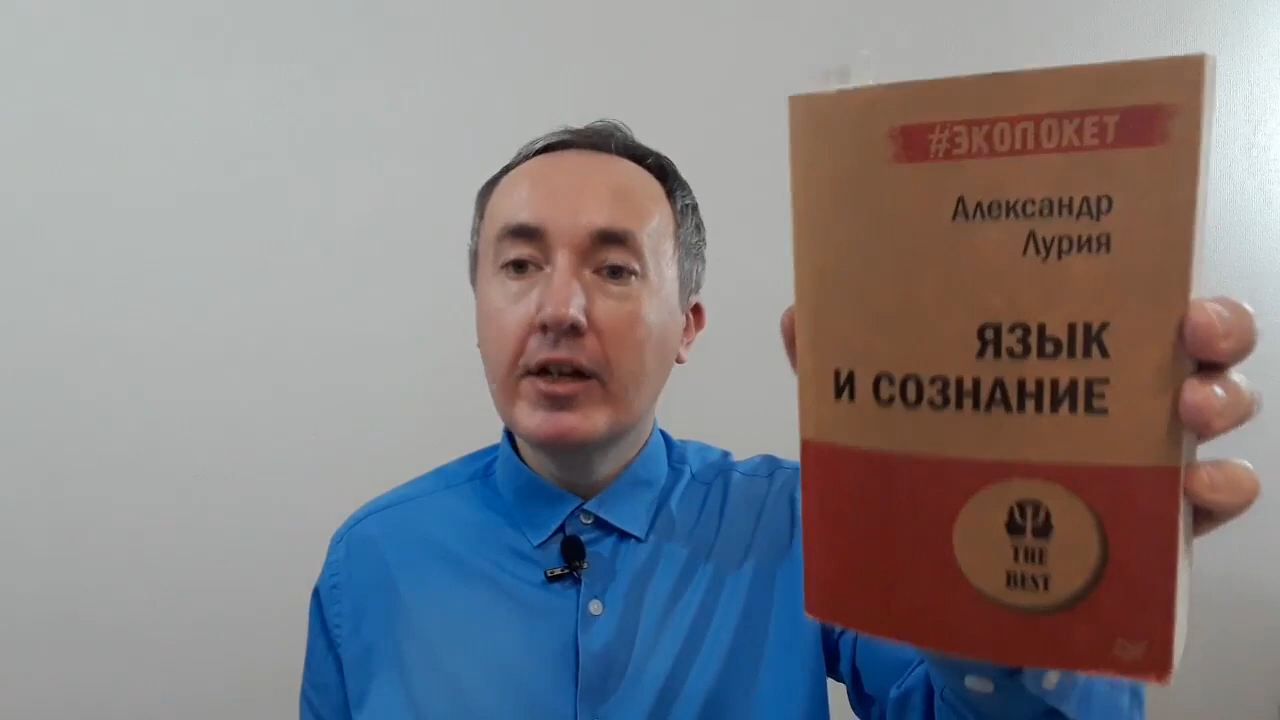 #ЭКОПОКЕТ
Александр
Лурия
ЯЗЫК
И СОЗНАНИЕ
THE
BEST